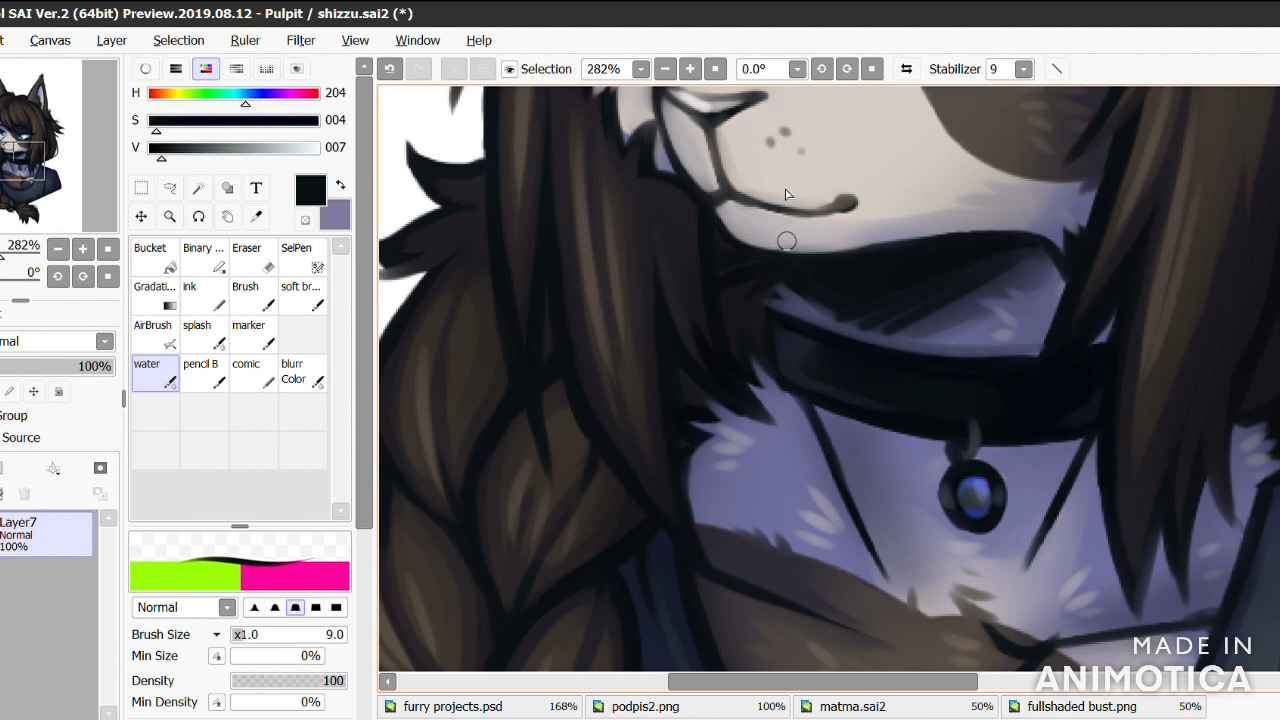 l SAI Ver.2 (64bit) Preview.2019.08.12 - Pulpit / shizzu.sai2 (*)
t Canvas Layer Selection Ruler Filter View Window Help
Selection 282% 0.0° Stabilizer 9
H 204
S 004
V 007
T
282%
0°
Bucket Binary ... Eraser SelPen
Gradati... ink Brush soft br...
AirBrush splash marker
water pencil B comic blurr Color
mal
100%
Group
Source
Layer7
Normal
100%
Normal
Brush Size x1.0 9.0
Min Size 0%
Density 100
Min Density 0%
MADE IN
ANIMOTICA
furry projects.psd 168% podpis2.png 100% matma.sai2 50% fullshaded bust.png 50%